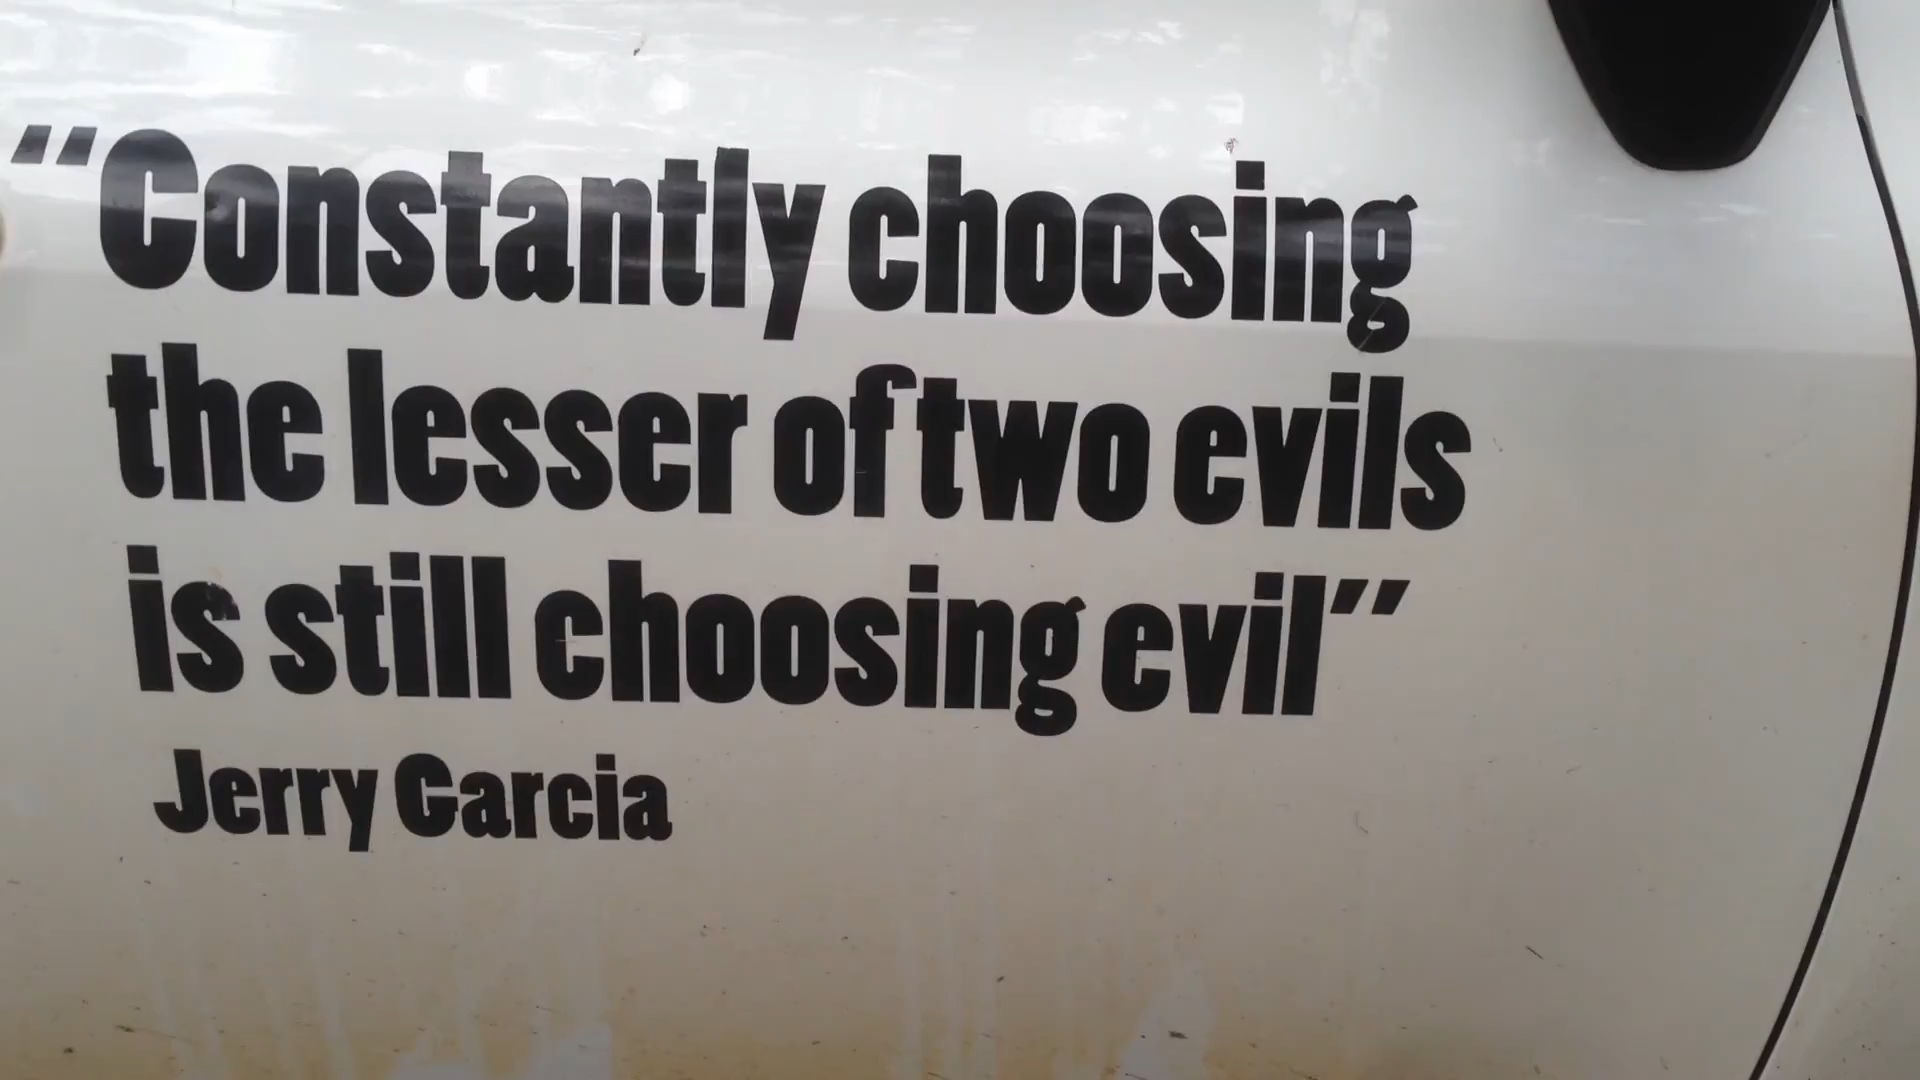 “Constantly choosing
the lesser of two evils
is still choosing evil”
Jerry Garcia